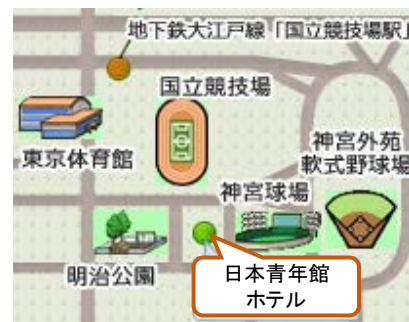 地下鉄大江戸線「国立競技場駅」
国立競技場
東京体育館
神宮外苑
軟式野球場
神宮球場
明治公園
日本青年館
ホテル